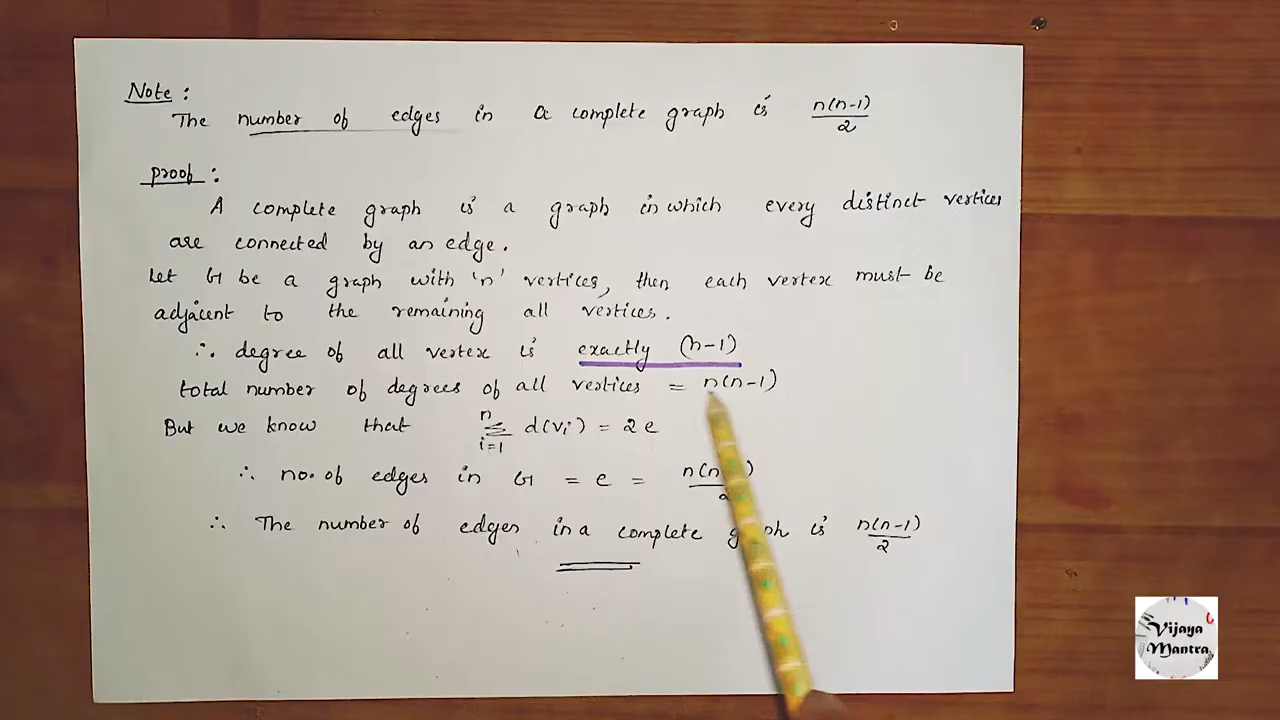 Note :
The number of edges in a complete graph is n(n-1)/2
proof :
A complete graph is a graph in which every distinct vertices
are connected by an edge.
Let G be a graph with 'n' vertices, then each vertex must be
adjacent to the remaining all vertices.
∴ degree of all vertex is exactly (n-1)
total number of degrees of all vertices = n(n-1)
But we know that n Σ i=1 d(vi) = 2e
∴ no. of edges in G = e = n(n
∴ The number of edges in a complete graph is n(n-1)/2
Vijaya
Mantra